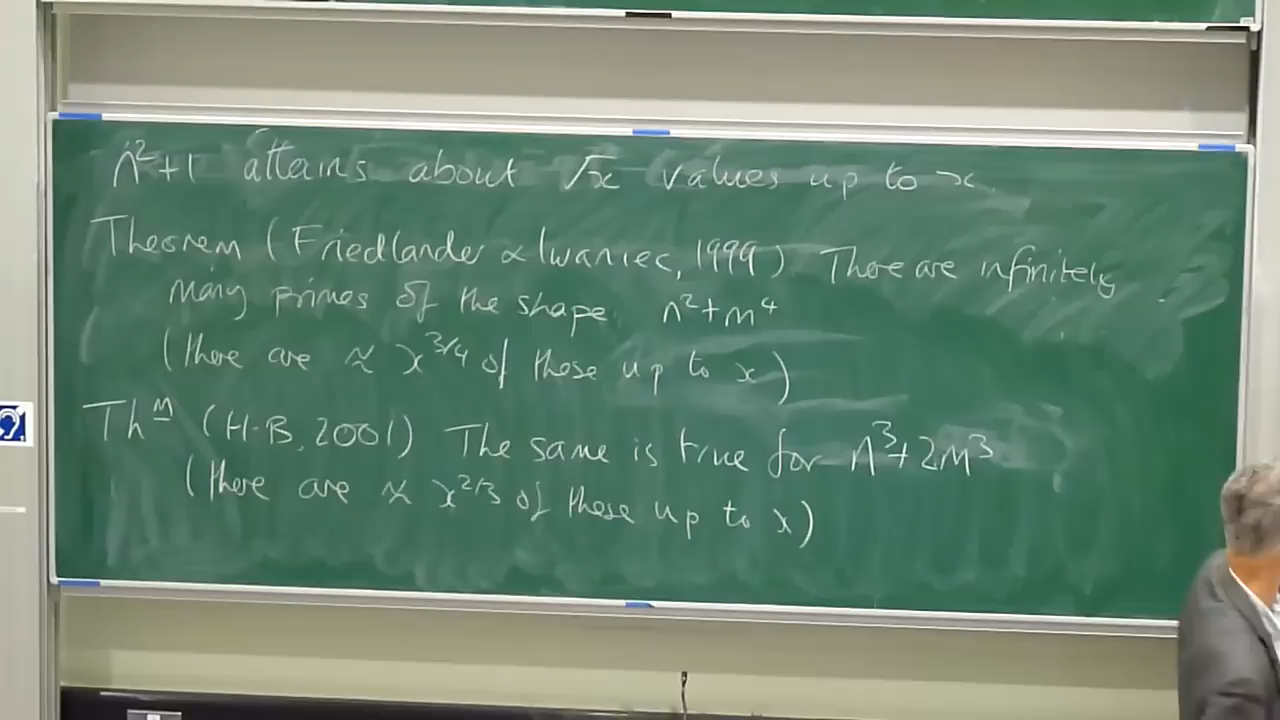 n²+1 attains about √x values up to x.
Theorem (Friedlander & Iwaniec, 1999) There are infinitely
many primes of the shape n²+m⁴
(there are ≈ x^{3/4} of these up to x)
Thᵐ (H-B, 2001) The same is true for n³+2m³
(there are ≈ x^{2/3} of these up to x)